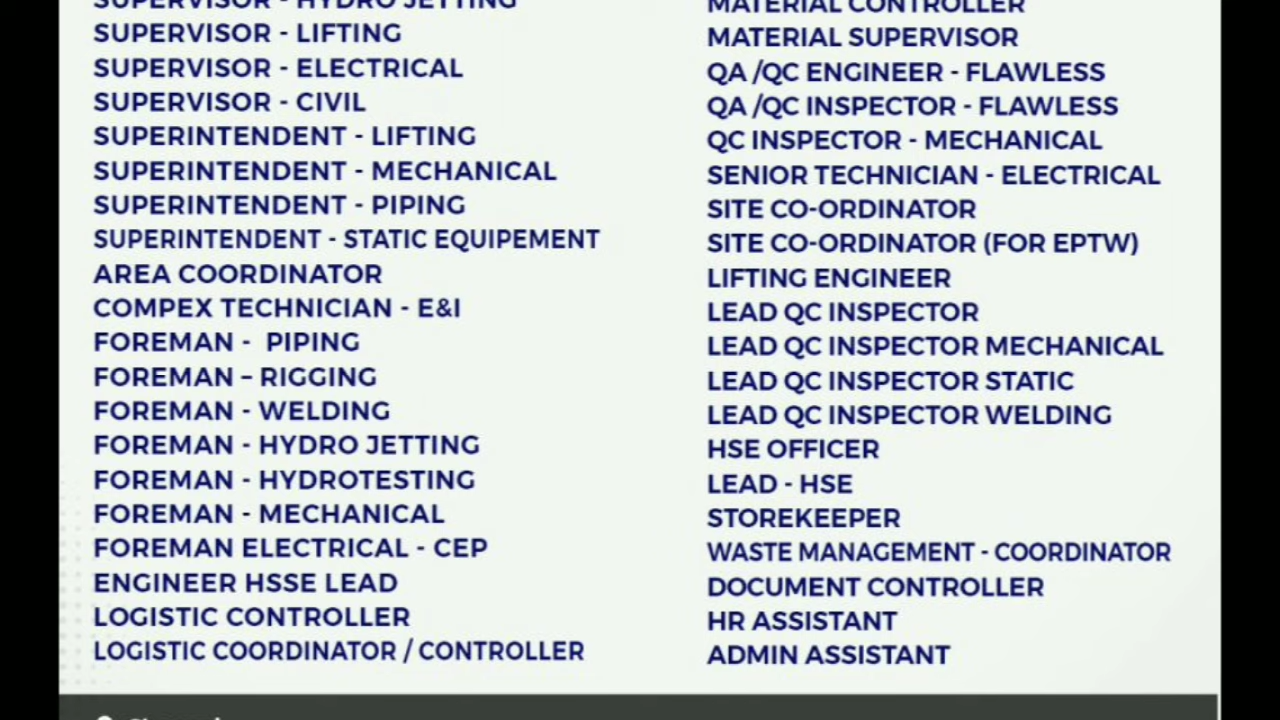 SUPERVISOR - HYDRO JETTING
SUPERVISOR - LIFTING
SUPERVISOR - ELECTRICAL
SUPERVISOR - CIVIL
SUPERINTENDENT - LIFTING
SUPERINTENDENT - MECHANICAL
SUPERINTENDENT - PIPING
SUPERINTENDENT - STATIC EQUIPEMENT
AREA COORDINATOR
COMPEX TECHNICIAN - E&I
FOREMAN - PIPING
FOREMAN – RIGGING
FOREMAN - WELDING
FOREMAN - HYDRO JETTING
FOREMAN - HYDROTESTING
FOREMAN - MECHANICAL
FOREMAN ELECTRICAL - CEP
ENGINEER HSSE LEAD
LOGISTIC CONTROLLER
LOGISTIC COORDINATOR / CONTROLLER
MATERIAL CONTROLLER
MATERIAL SUPERVISOR
QA /QC ENGINEER - FLAWLESS
QA /QC INSPECTOR - FLAWLESS
QC INSPECTOR - MECHANICAL
SENIOR TECHNICIAN - ELECTRICAL
SITE CO-ORDINATOR
SITE CO-ORDINATOR (FOR EPTW)
LIFTING ENGINEER
LEAD QC INSPECTOR
LEAD QC INSPECTOR MECHANICAL
LEAD QC INSPECTOR STATIC
LEAD QC INSPECTOR WELDING
HSE OFFICER
LEAD - HSE
STOREKEEPER
WASTE MANAGEMENT - COORDINATOR
DOCUMENT CONTROLLER
HR ASSISTANT
ADMIN ASSISTANT